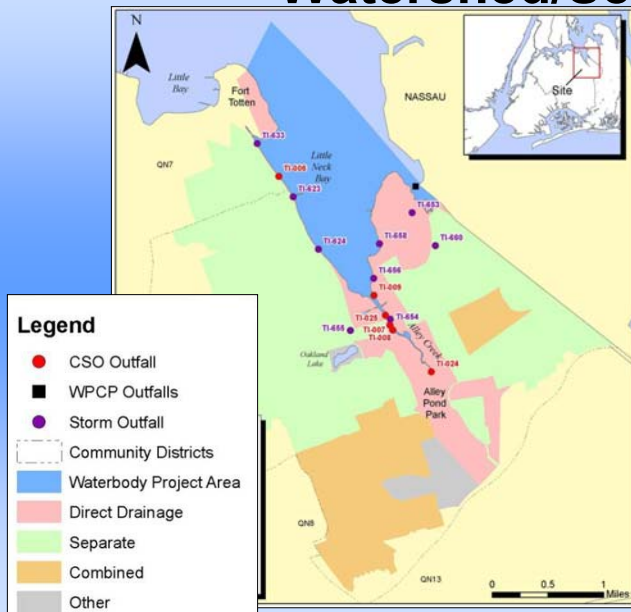 Watershed/Se
N
Little
Bay
Fort
Totten
NASSAU
Site
TI-633
QN7
TI-006
Little
Neck
Bay
TI-623
TI-653
TI-624
TI-658
TI-660
TI-656
TI-009
TI-025
TI-654
TI-655
TI-007
TI-008
Alley Creek
Oakland
Lake
TI-024
Alley
Pond
Park
QN8
QN13
0
0.5
1
Miles
Legend
CSO Outfall
WPCP Outfalls
Storm Outfall
Community Districts
Waterbody Project Area
Direct Drainage
Separate
Combined
Other